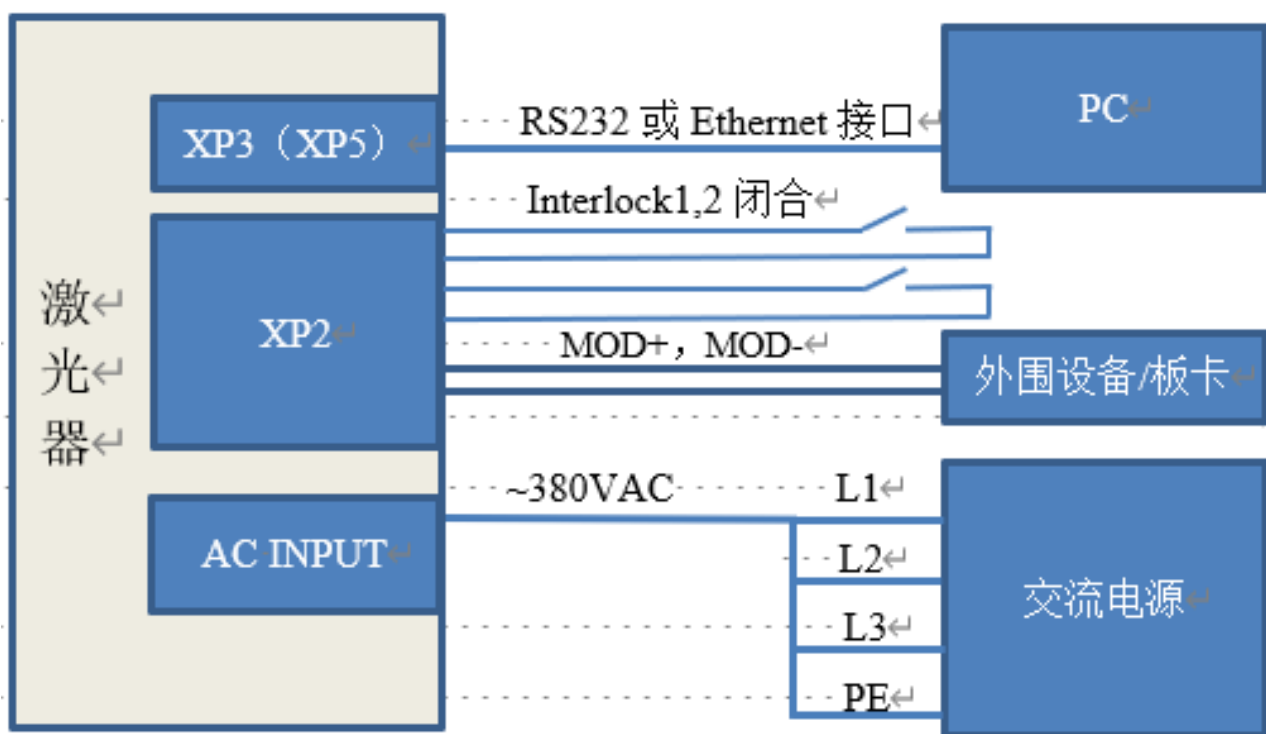 PC
RS232 或 Ethernet 接口
XP3（XP5）
Interlock1,2 闭合
激
光
器
XP2
MOD+，MOD-
外围设备/板卡
~380VAC
L1
AC INPUT
L2
交流电源
L3
PE